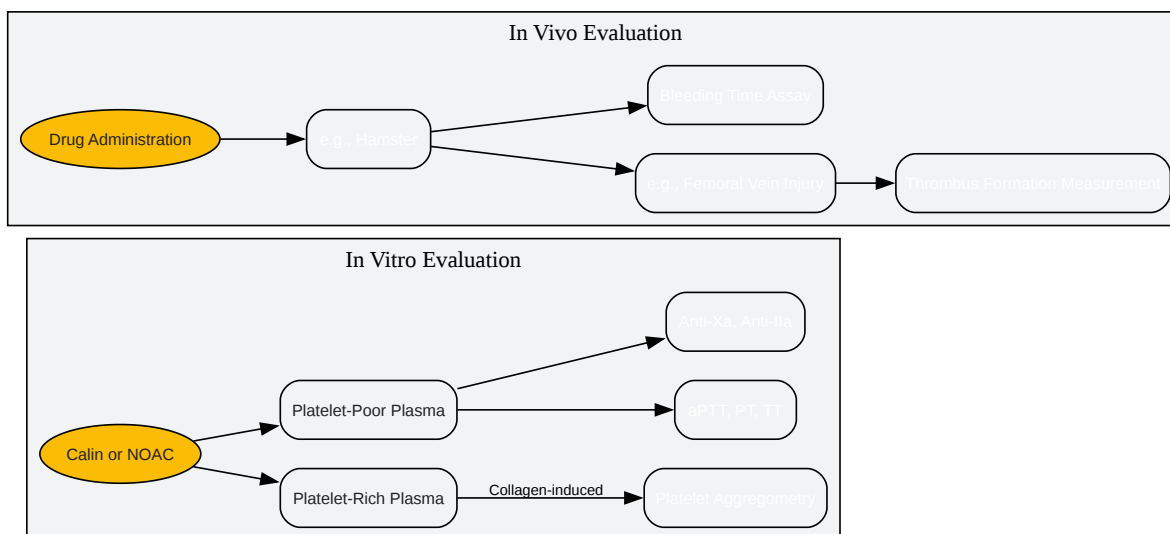 In Vivo Evaluation
Bleeding Time Assay
Drug Administration
e.g., Hamster
e.g., Femoral Vein Injury
Thrombus Formation Measurement
In Vitro Evaluation
Anti-Xa, Anti-IIa
Platelet-Poor Plasma
aPTT, PT, TT
Calin or NOAC
Platelet-Rich Plasma
Collagen-induced
Platelet Aggregometry